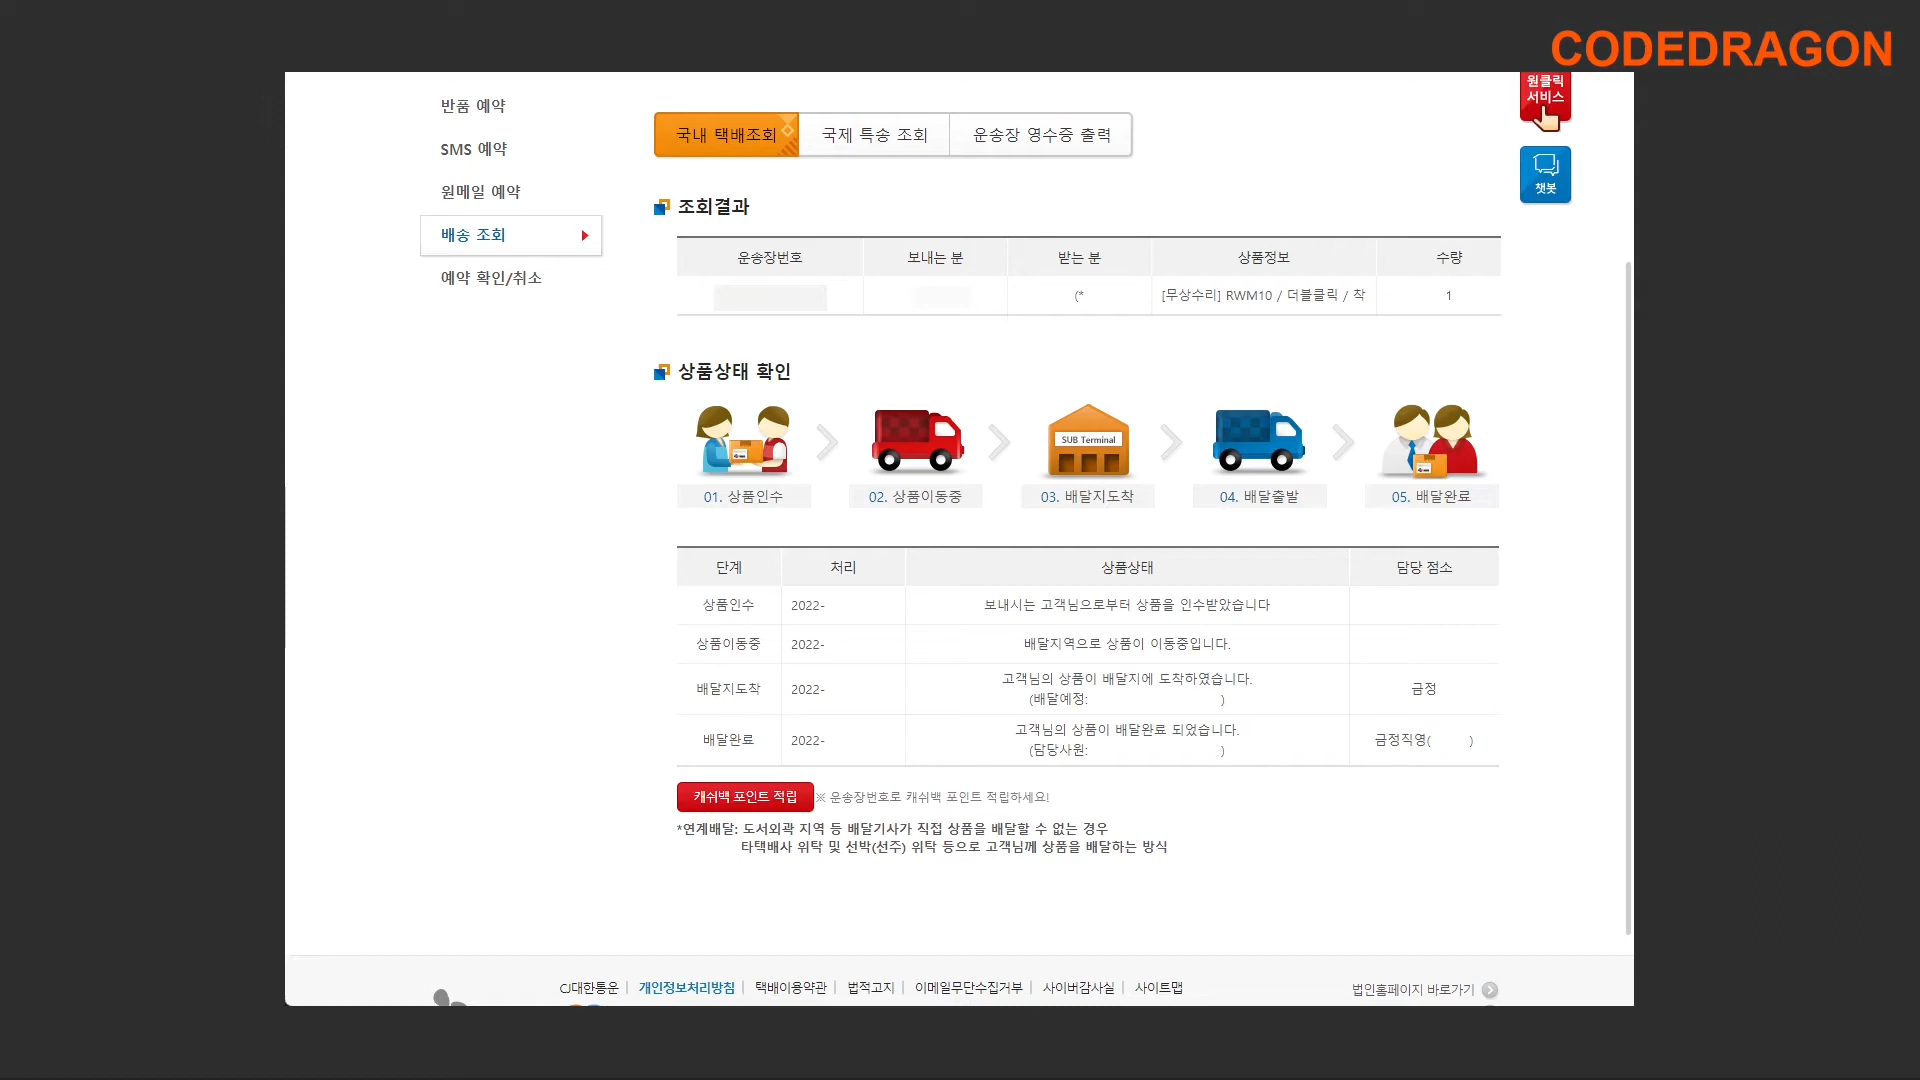 CODEDRAGON
반품 예약
SMS 예약
원메일 예약
배송 조회
예약 확인/취소
국내 택배조회
국제 특송 조회
운송장 영수증 출력
원클릭
서비스
챗봇
조회결과
운송장번호 보내는 분 받는 분 상품정보 수량
(* [무상수리] RWM10 / 더블클릭 / 착 1
상품상태 확인
SUB Terminal
01. 상품인수 02. 상품이동중 03. 배달지도착 04. 배달출발 05. 배달완료
단계 처리 상품상태 담당 점소
상품인수 2022- 보내시는 고객님으로부터 상품을 인수받았습니다
상품이동중 2022- 배달지역으로 상품이 이동중입니다.
배달지도착 2022- 고객님의 상품이 배달지에 도착하였습니다.
(배달예정: ) 금정
배달완료 2022- 고객님의 상품이 배달완료 되었습니다.
(담당사원: ) 금정직영( )
캐쉬백 포인트 적립 ※ 운송장번호로 캐쉬백 포인트 적립하세요!
*연계배달: 도서외곽 지역 등 배달기사가 직접 상품을 배달할 수 없는 경우
타택배사 위탁 및 선박(선주) 위탁 등으로 고객님께 상품을 배달하는 방식
CJ대한통운 | 개인정보처리방침 | 택배이용약관 | 법적고지 | 이메일무단수집거부 | 사이버감사실 | 사이트맵
법인홈페이지 바로가기